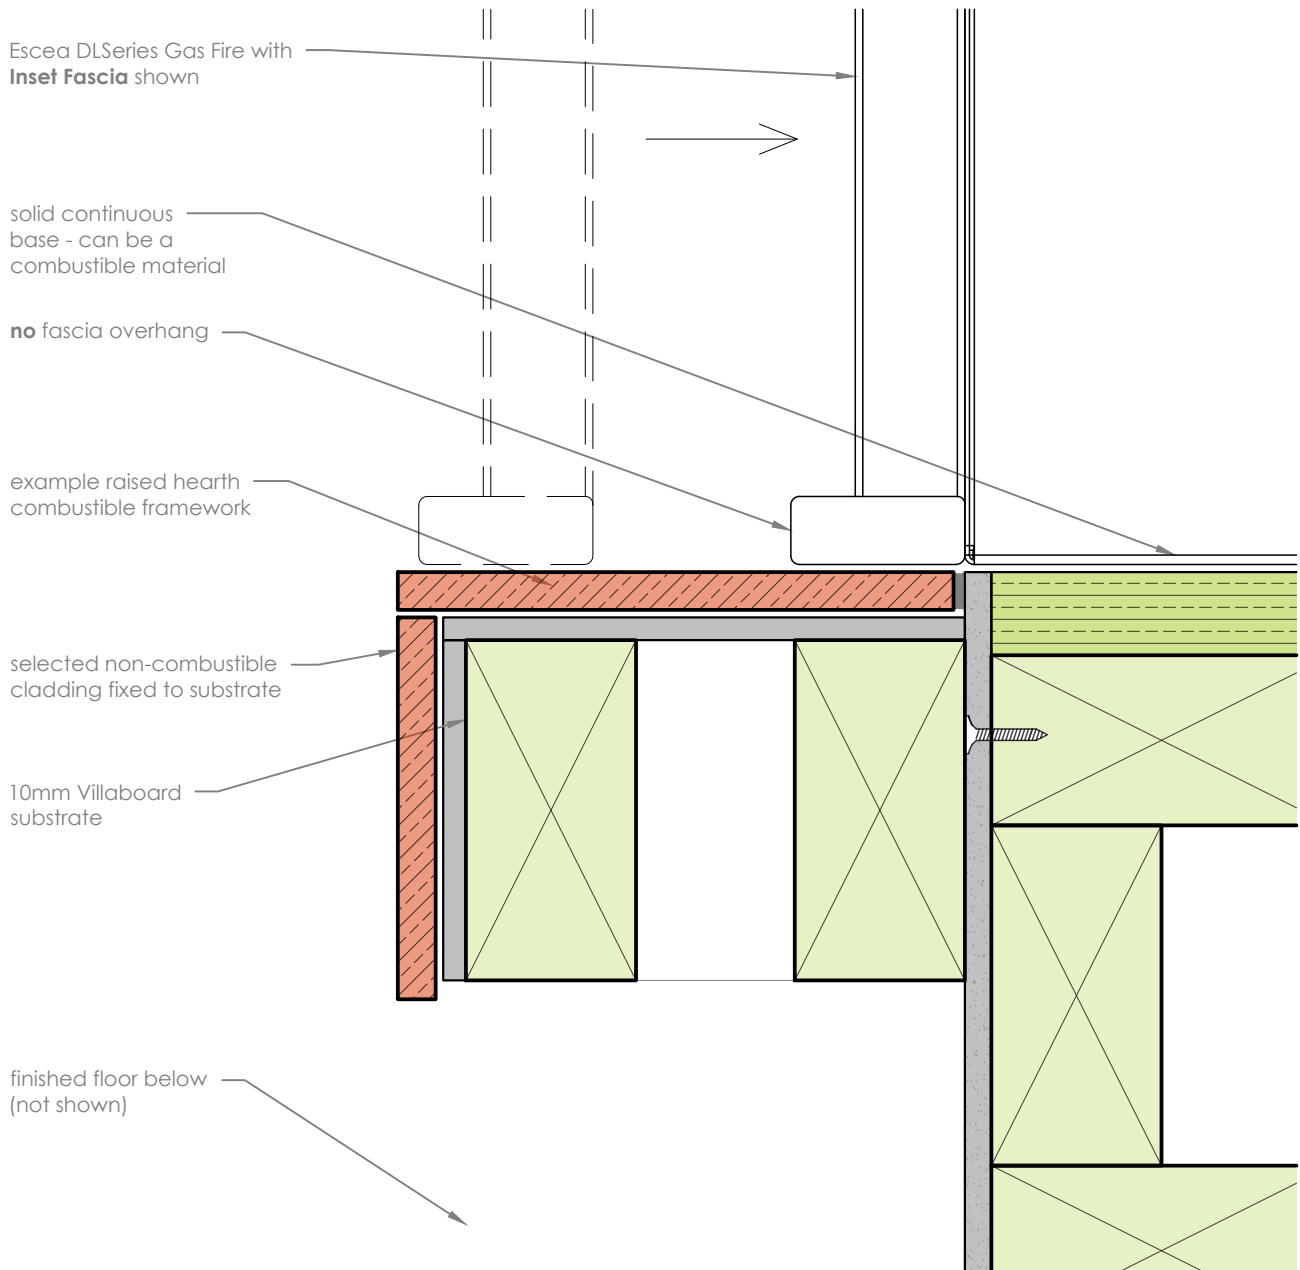 Escea DLSeries Gas Fire with
Inset Fascia shown
solid continuous
base - can be a
combustible material
no fascia overhang
example raised hearth
combustible framework
selected non-combustible
cladding fixed to substrate
10mm Villaboard
substrate
finished floor below
(not shown)